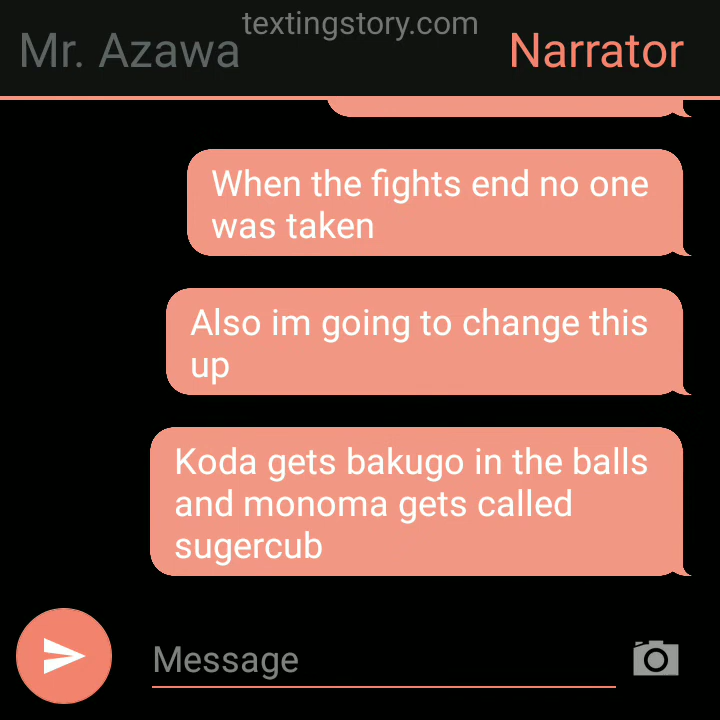 textingstory.com
Mr. Azawa
Narrator
When the fights end no one
was taken
Also im going to change this
up
Koda gets bakugo in the balls
and monoma gets called
sugercub
Message